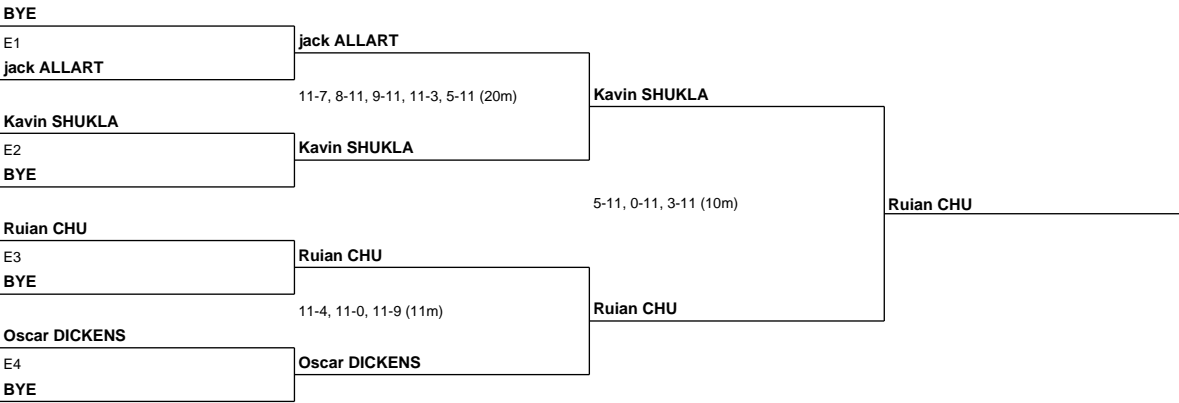 BYE
E1
jack ALLART
Kavin SHUKLA
E2
BYE
Ruian CHU
E3
BYE
Oscar DICKENS
E4
BYE
jack ALLART
11-7, 8-11, 9-11, 11-3, 5-11 (20m)
Kavin SHUKLA
Ruian CHU
11-4, 11-0, 11-9 (11m)
Oscar DICKENS
Kavin SHUKLA
5-11, 0-11, 3-11 (10m)
Ruian CHU
Ruian CHU